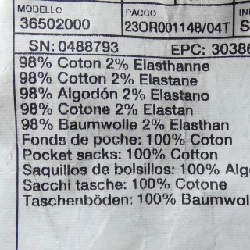 MODELLO PACCO
36502000 23OR001148/04T S
SN: 0488793 EPC: 30386
98% Coton 2% Elasthanne
98% Cotton 2% Elastane
98% Algodón 2% Elastano
98% Cotone 2% Elastan
98% Baumwolle 2% Elasthan
Fonds de poche: 100% Coton
Pocket sacks: 100% Cotton
Saquillos de bolsillos: 100% Alg
Sacchi tasche: 100% Cotone
Taschenböden: 100% Baumwol